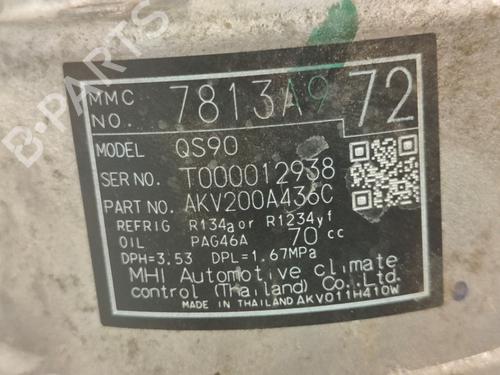 B-PARTS
MMC NO. 7813A972
MODEL QS90
SER NO. T000012938
PART NO. AKV200A436C
REFRIG R134a or R1234yf
OIL PAG46A 70 cc
DPH=3.53 DPL=1.67MPa
MHI Automotive Climate
control (Thailand) Co., Ltd.
MADE IN THAILAND AKV011H410W